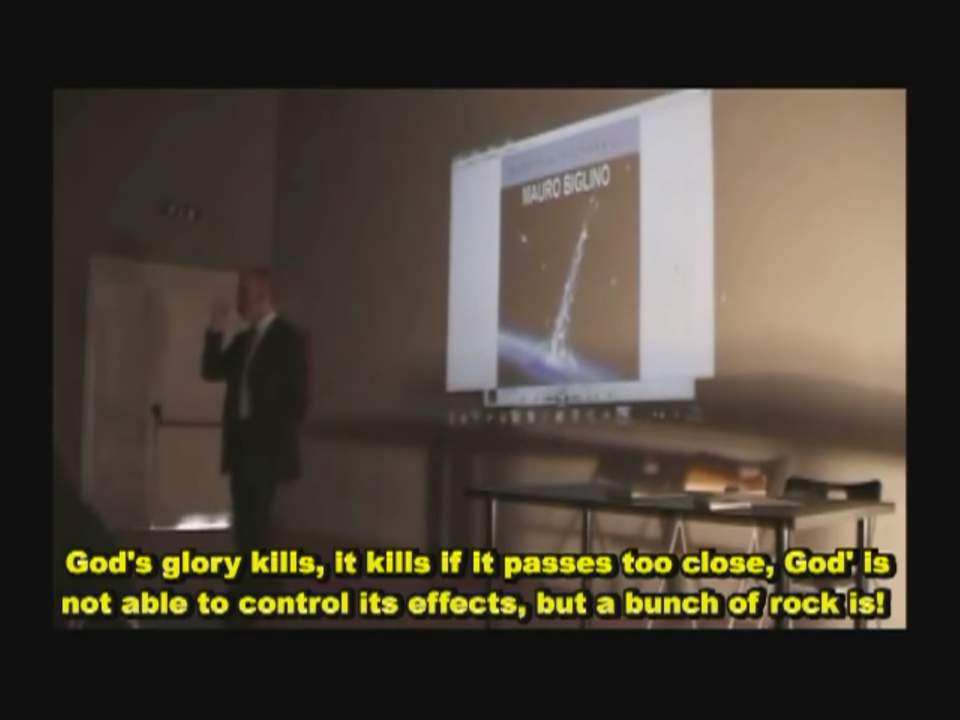 MAURO BIGLINO
God's glory kills, it kills if it passes too close, God' is
not able to control its effects, but a bunch of rock is!